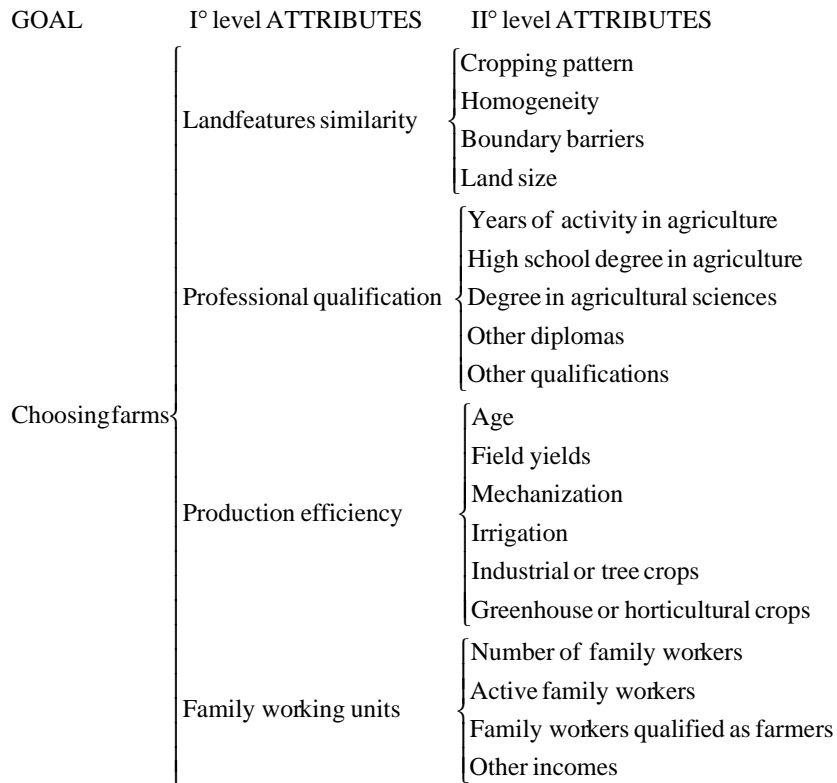 GOAL I° level ATTRIBUTES II° level ATTRIBUTES
Cropping pattern
Homogeneity
Landfeatures similarity
Boundary barriers
Land size
Years of activity in agriculture
High school degree in agriculture
Professional qualification Degree in agricultural sciences
Other diplomas
Other qualifications
Choosing farms
Age
Field yields
Mechanization
Production efficiency
Irrigation
Industrial or tree crops
Greenhouse or horticultural crops
Number of family workers
Active family workers
Family working units
Family workers qualified as farmers
Other incomes